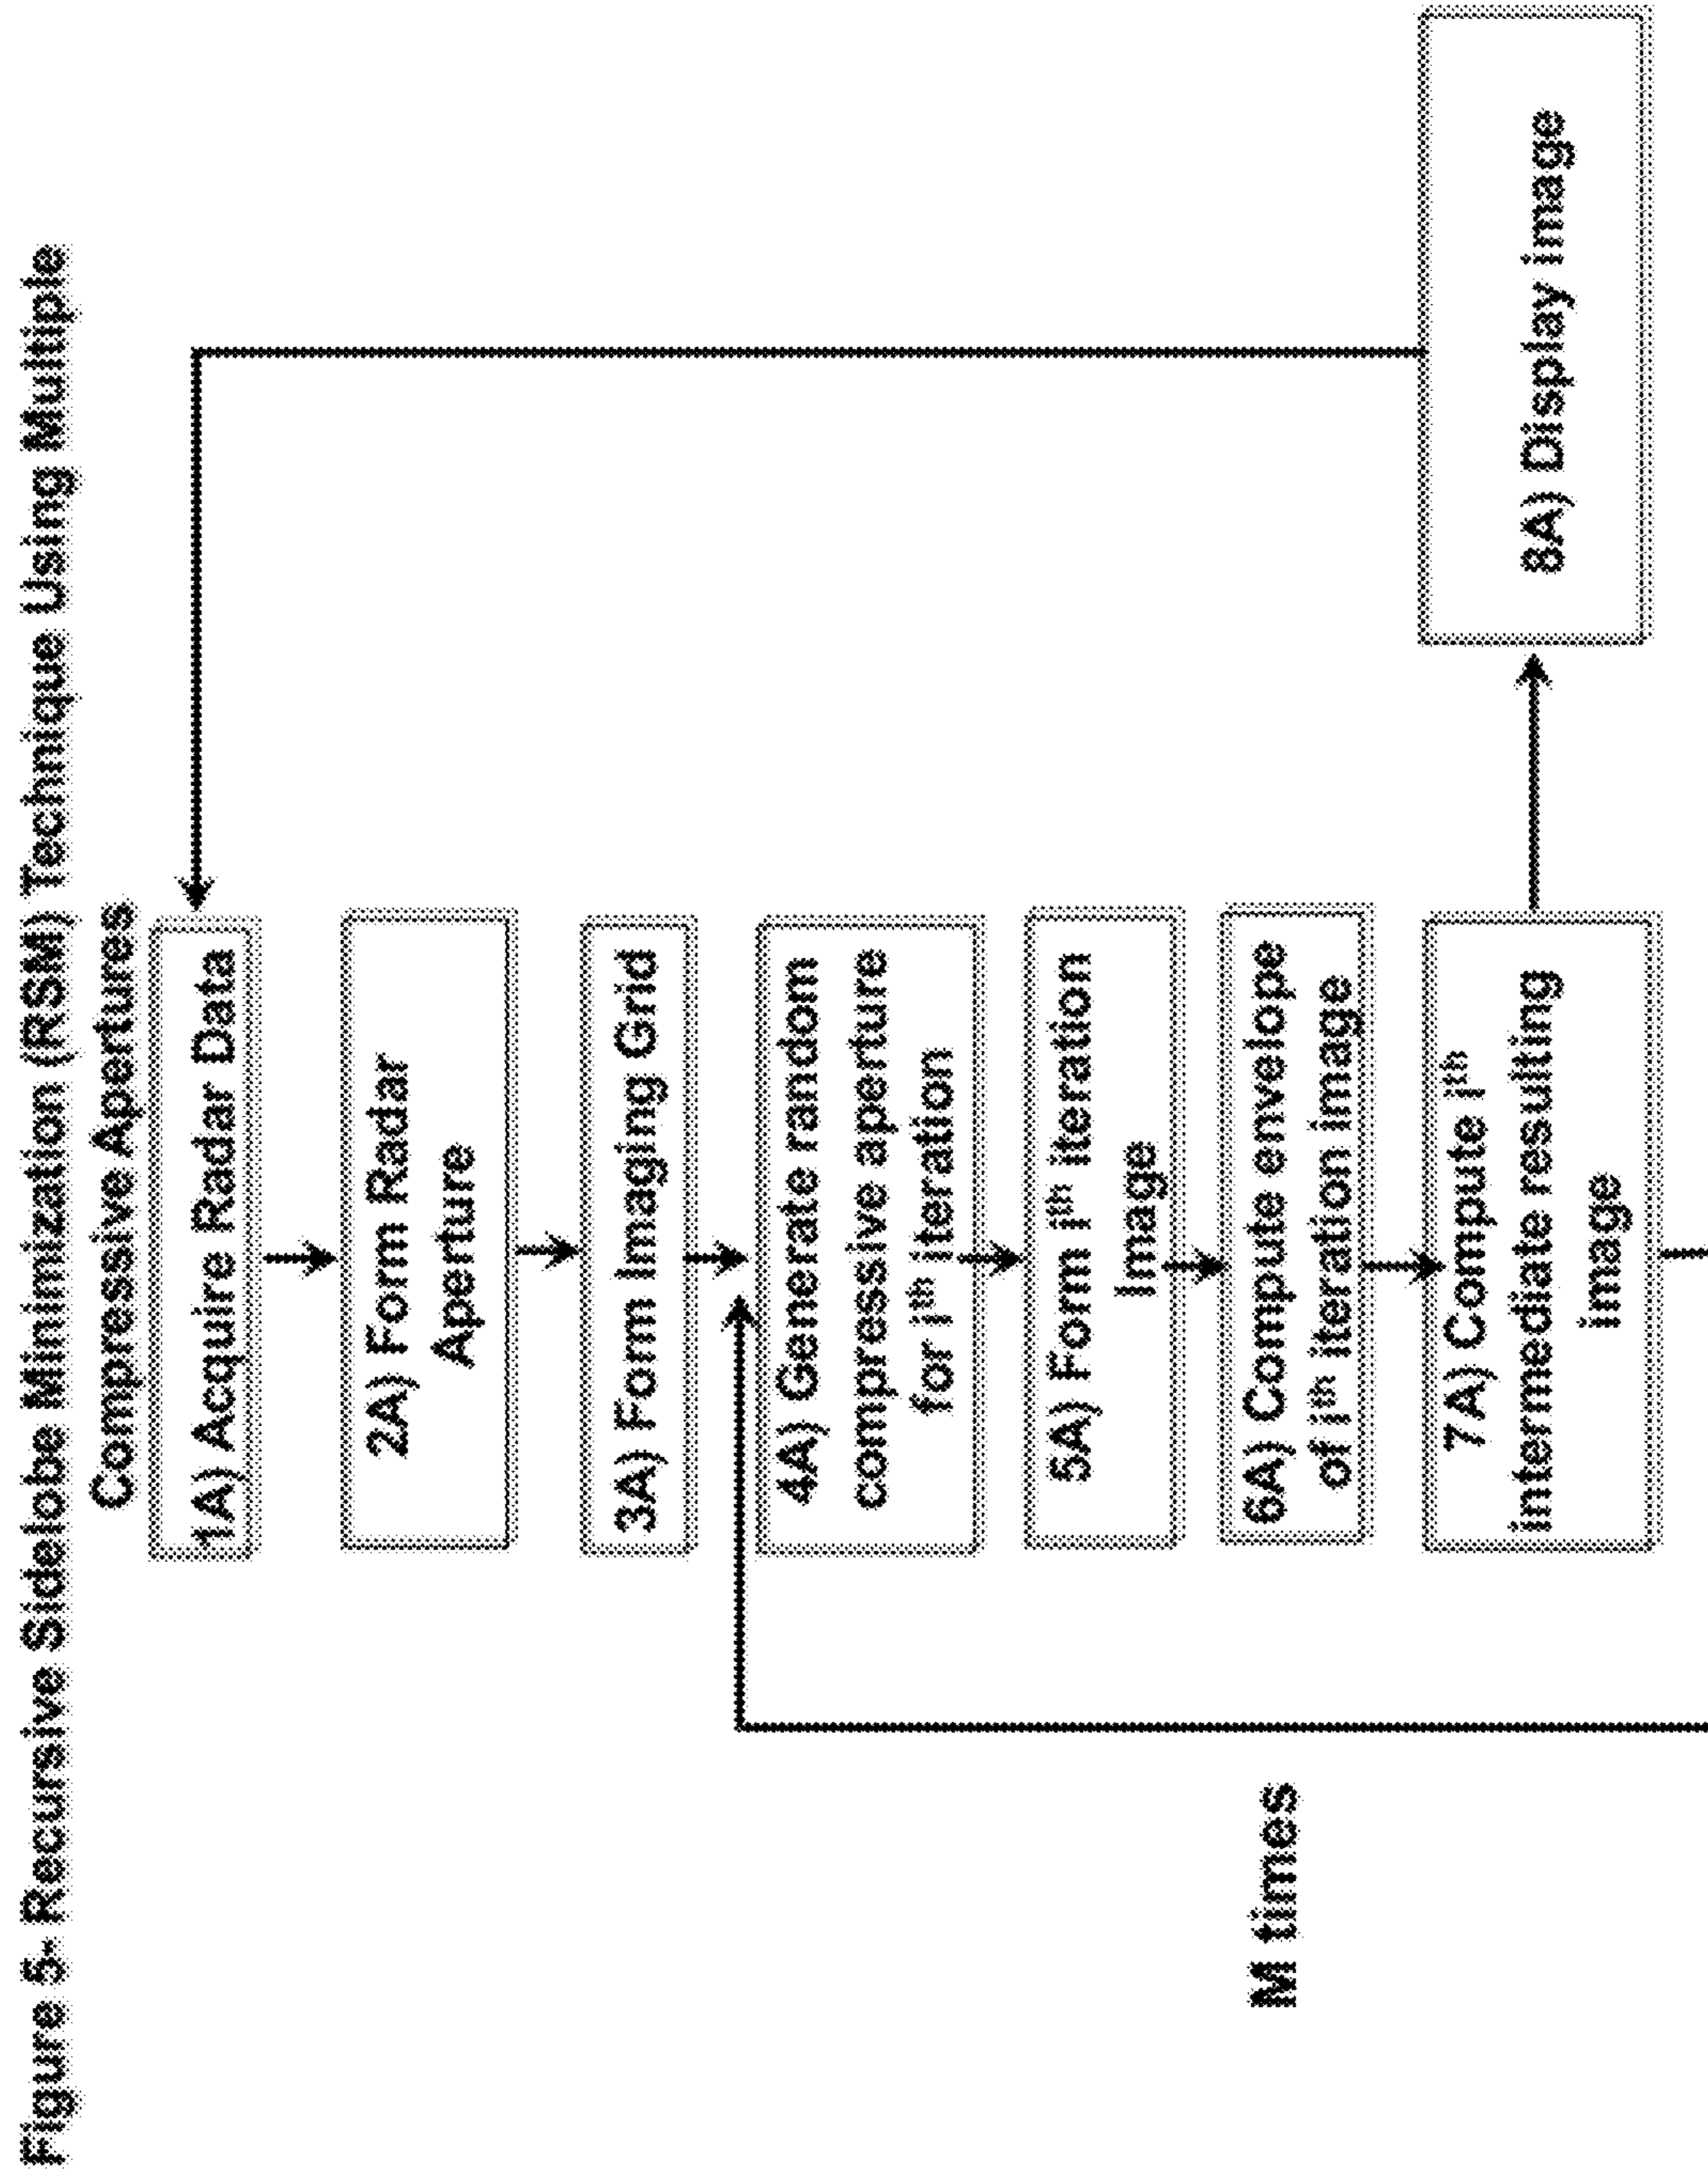 Figure 5- Recursive Sidelobe Minimization (RSM) Technique Using Multiple
Compressive Apertures
1A) Acquire Radar Data
2A) Form Radar
Aperture
3A) Form Imaging Grid
4A) Generate random
compressive aperture
for iᵗʰ iteration
5A) Form iᵗʰ iteration
Image
6A) Compute envelope
of iᵗʰ iteration image
7A) Compute iᵗʰ
intermediate resulting
image
8A) Display image
M times